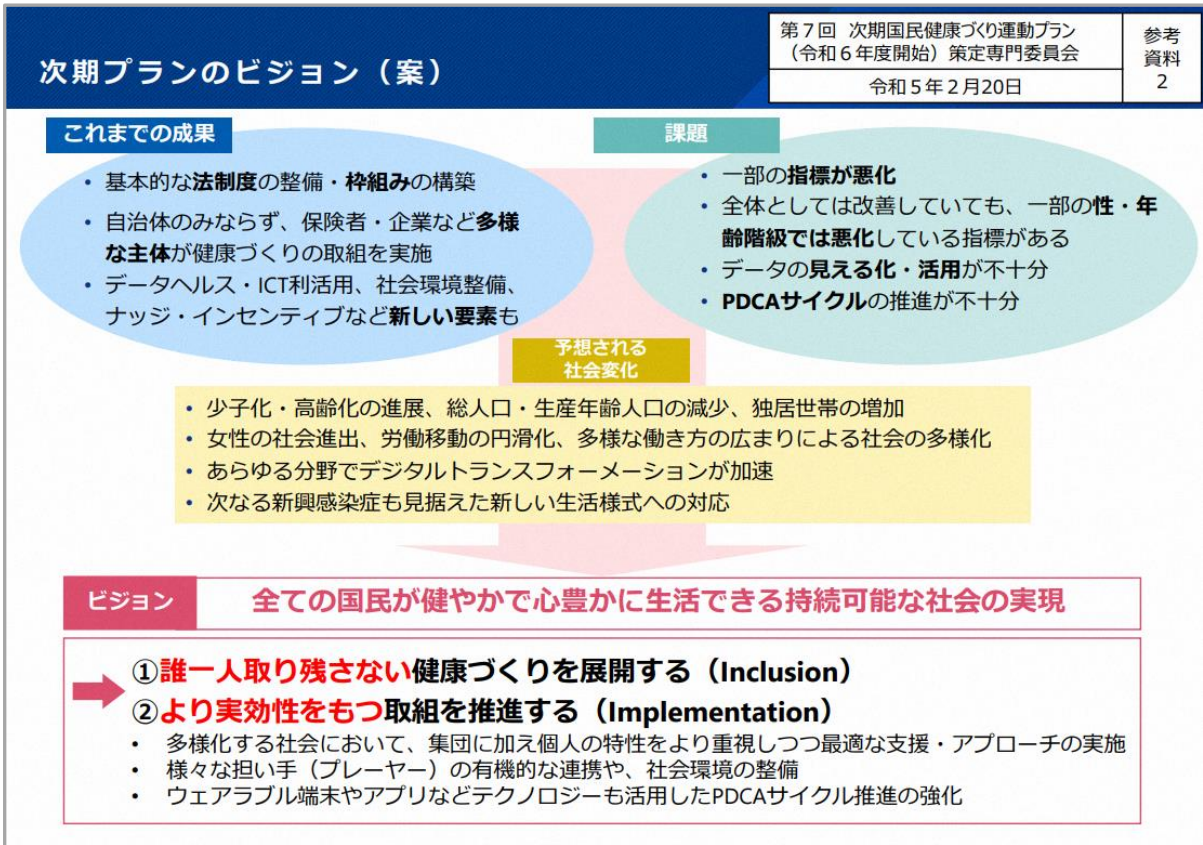 次期プランのビジョン（案）
第７回 次期国民健康づくり運動プラン
（令和６年度開始）策定専門委員会
令和５年２月20日
参考
資料
2
これまでの成果
• 基本的な法制度の整備・枠組みの構築
• 自治体のみならず、保険者・企業など多様
な主体が健康づくりの取組を実施
• データヘルス・ICT利活用、社会環境整備、
ナッジ・インセンティブなど新しい要素も
課題
• 一部の指標が悪化
• 全体としては改善していても、一部の性・年
齢階級では悪化している指標がある
• データの見える化・活用が不十分
• PDCAサイクルの推進が不十分
予想される
社会変化
• 少子化・高齢化の進展、総人口・生産年齢人口の減少、独居世帯の増加
• 女性の社会進出、労働移動の円滑化、多様な働き方の広まりによる社会の多様化
• あらゆる分野でデジタルトランスフォーメーションが加速
• 次なる新興感染症も見据えた新しい生活様式への対応
ビジョン
全ての国民が健やかで心豊かに生活できる持続可能な社会の実現
①誰一人取り残さない健康づくりを展開する（Inclusion）
②より実効性をもつ取組を推進する（Implementation）
• 多様化する社会において、集団に加え個人の特性をより重視しつつ最適な支援・アプローチの実施
• 様々な担い手（プレーヤー）の有機的な連携や、社会環境の整備
• ウェアラブル端末やアプリなどテクノロジーも活用したPDCAサイクル推進の強化